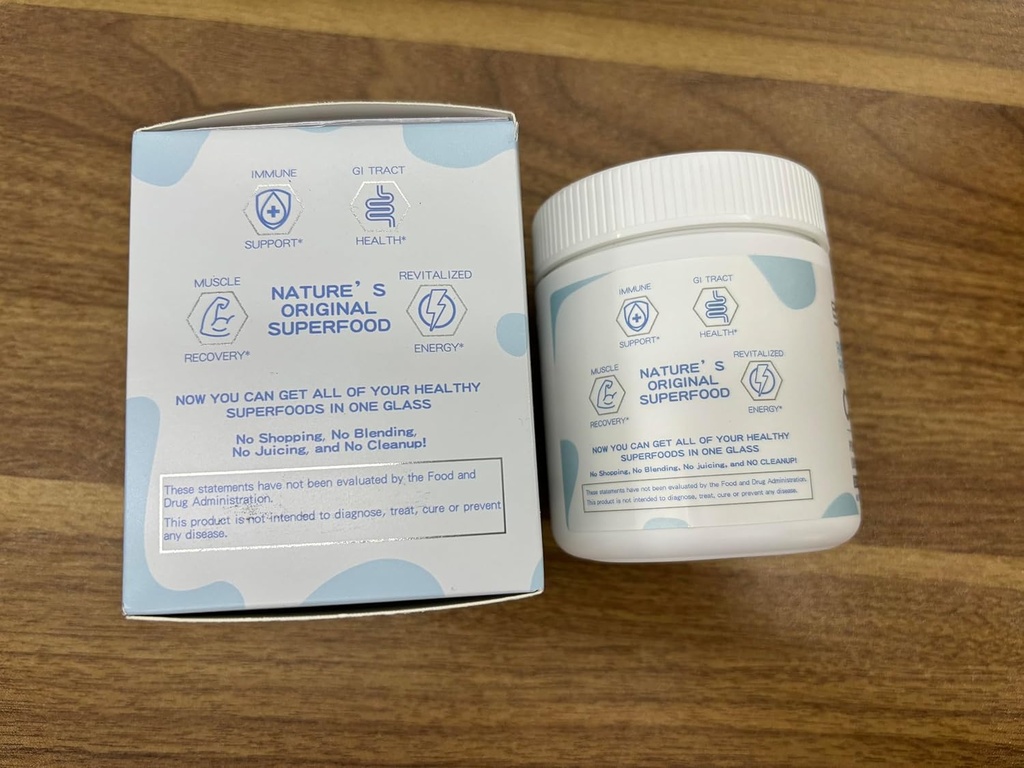 IMMUNE
GI TRACT
SUPPORT*
HEALTH*
MUSCLE
REVITALIZED
NATURE'S
ORIGINAL
SUPERFOOD
RECOVERY*
ENERGY*
NOW YOU CAN GET ALL OF YOUR HEALTHY
SUPERFOODS IN ONE GLASS
No Shopping, No Blending,
No Juicing, and No Cleanup!
These statements have not been evaluated by the Food and
Drug Administration.
This product is not intended to diagnose, treat, cure or prevent
any disease.
IMMUNE
GI TRACT
SUPPORT*
HEALTH*
MUSCLE
REVITALIZED
NATURE'S
ORIGINAL
SUPERFOOD
RECOVERY*
ENERGY*
NOW YOU CAN GET ALL OF YOUR HEALTHY
SUPERFOODS IN ONE GLASS
No Shopping, No Blending, No juicing, and NO CLEANUP!
These statements have not been evaluated by the Food and Drug Administration.
This product is not intended to diagnose, treat, cure or prevent any disease.